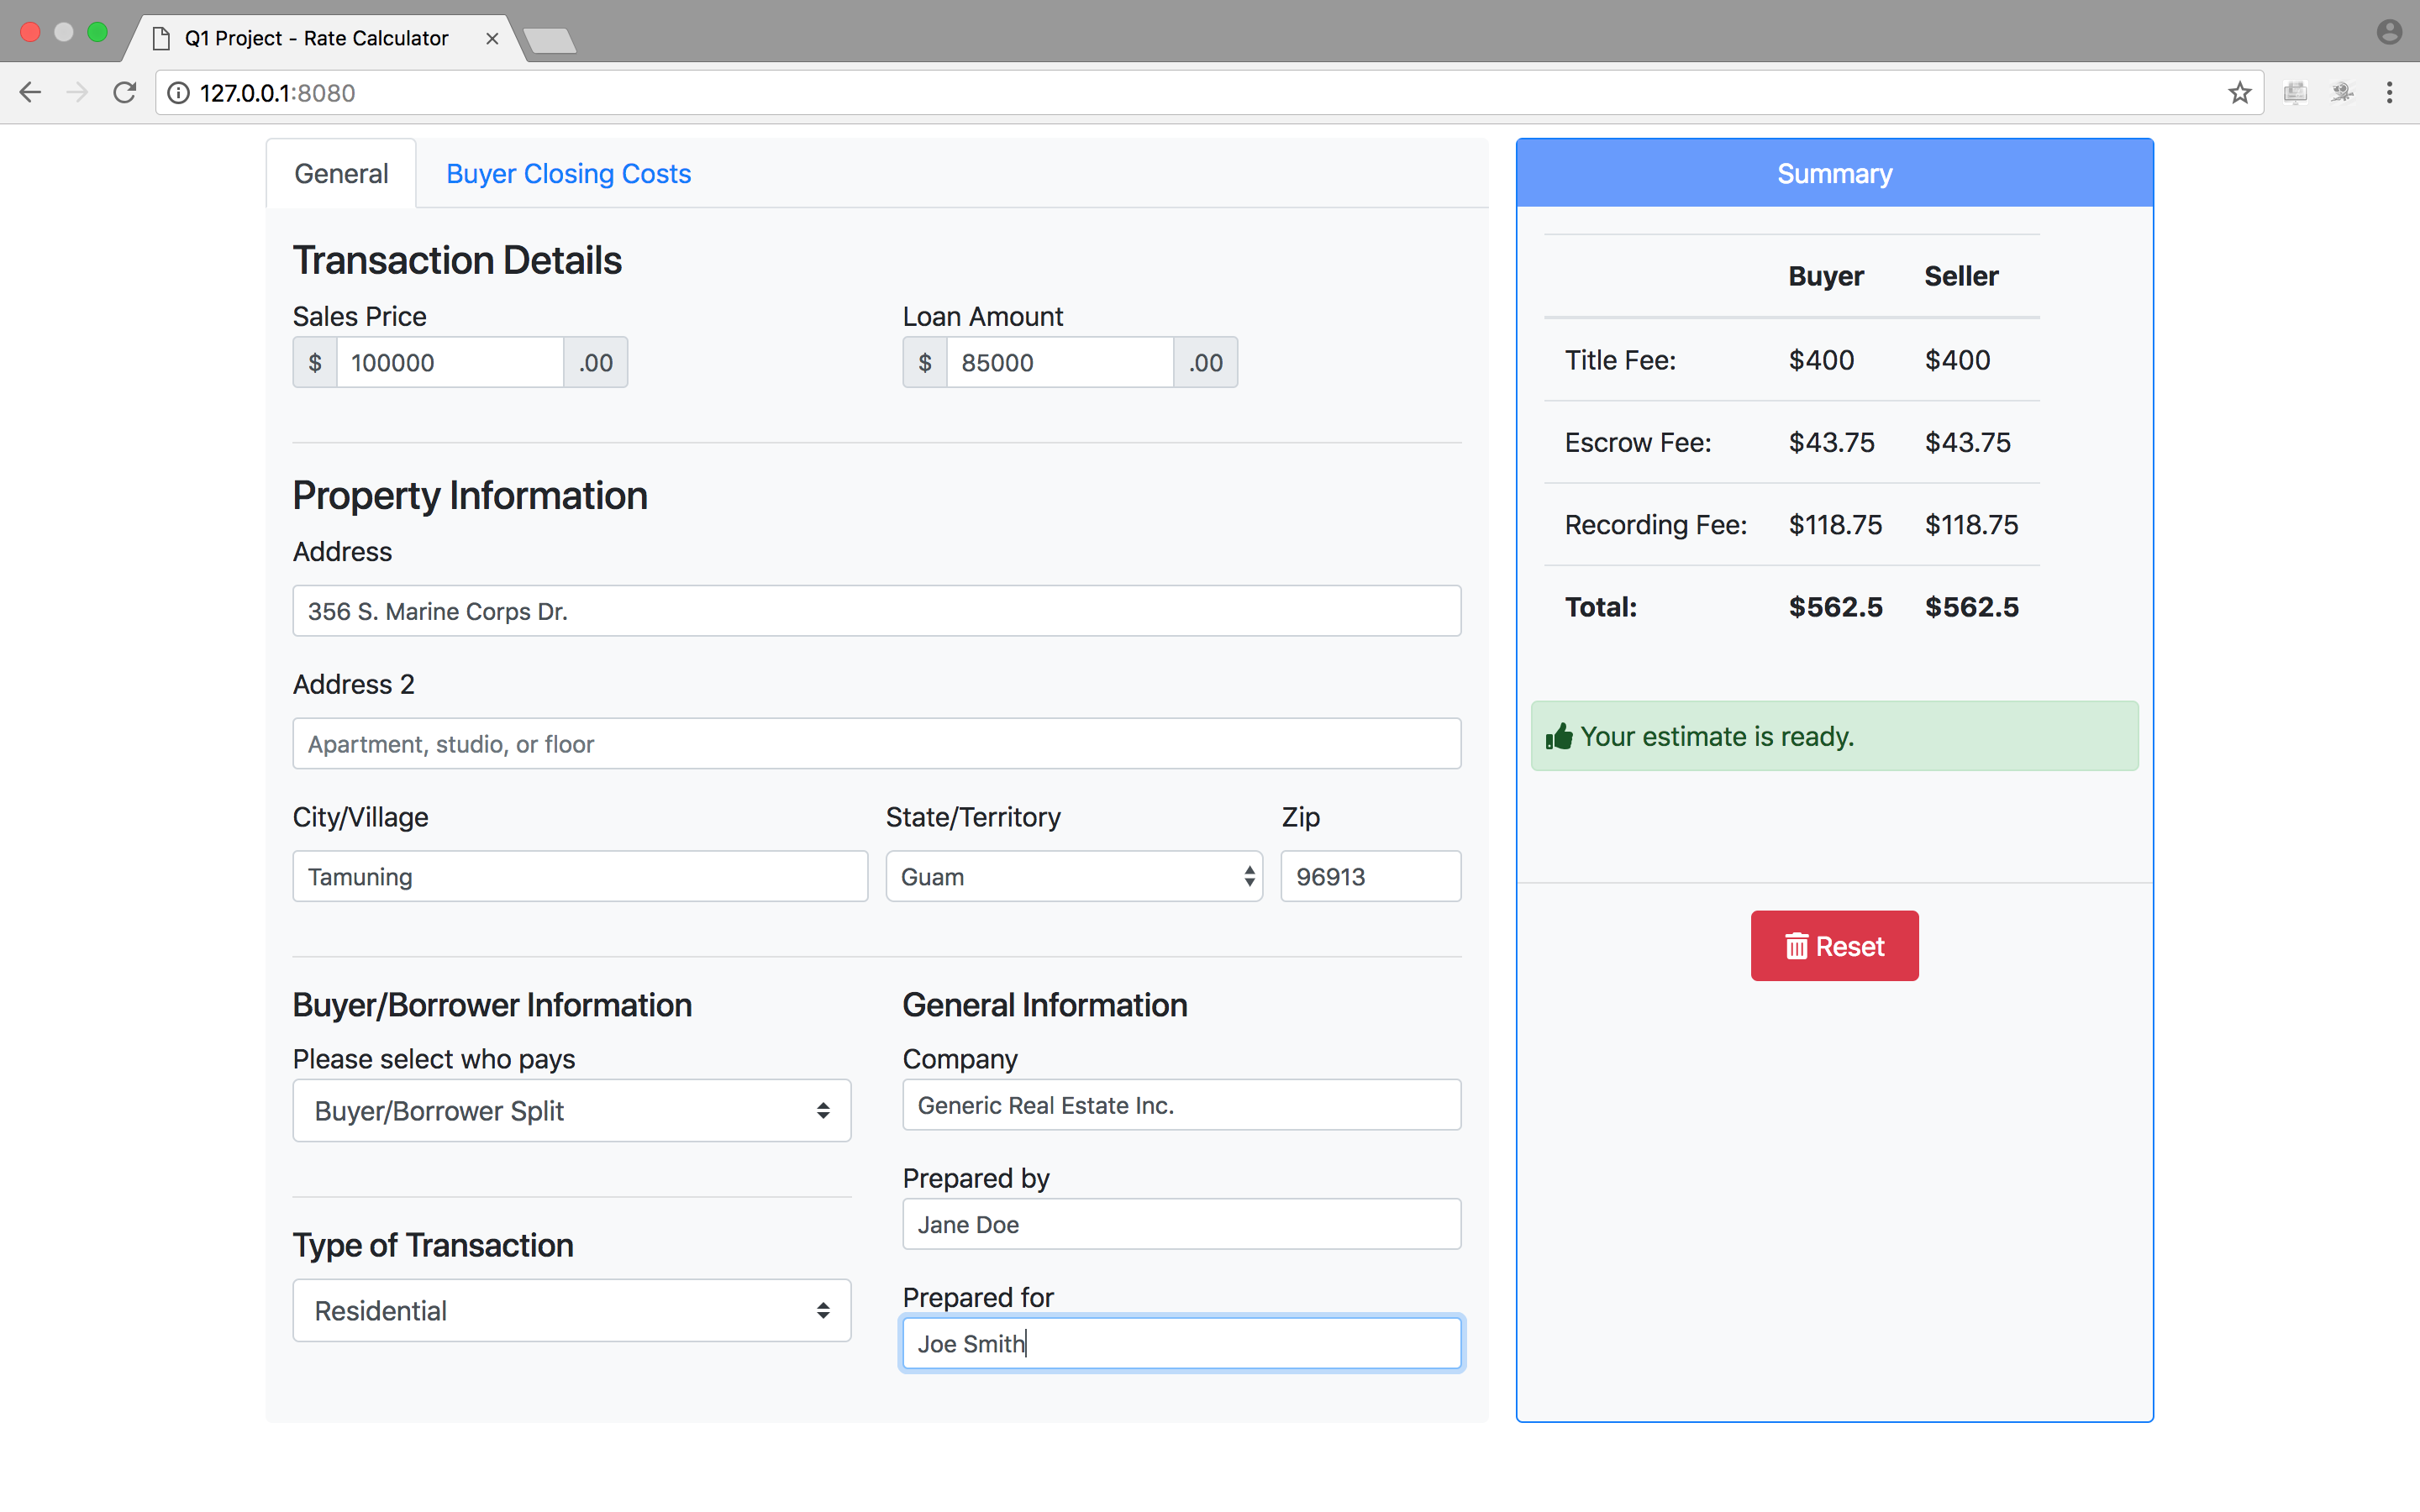 Q1 Project - Rate Calculator
127.0.0.1:8080
General Buyer Closing Costs
Transaction Details
Sales Price Loan Amount
$ 100000 .00 $ 85000 .00
Property Information
Address
356 S. Marine Corps Dr.
Address 2
Apartment, studio, or floor
City/Village State/Territory Zip
Tamuning Guam 96913
Buyer/Borrower Information
Please select who pays
Buyer/Borrower Split
Type of Transaction
Residential
General Information
Company
Generic Real Estate Inc.
Prepared by
Jane Doe
Prepared for
Joe Smith
Summary
Buyer Seller
Title Fee: $400 $400
Escrow Fee: $43.75 $43.75
Recording Fee: $118.75 $118.75
Total: $562.5 $562.5
Your estimate is ready.
Reset